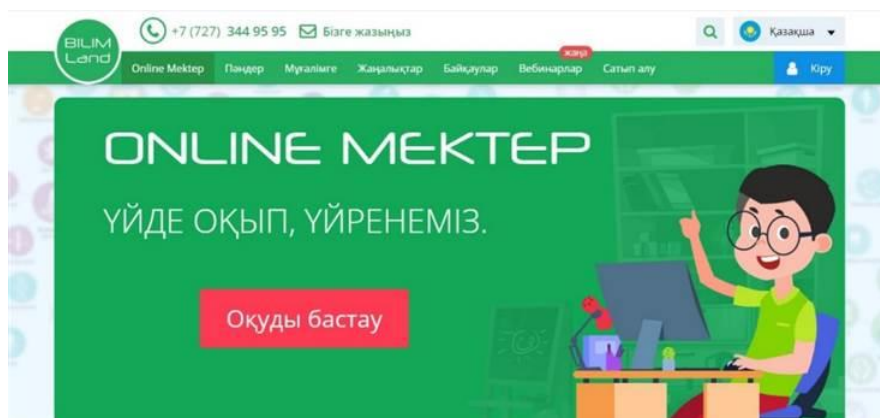 BILIM
Land
+7 (727) 344 95 95 Бізге жазыңыз
Қазақша
жаңа
Online Mektep Пәндер Мұғалімге Жаңалықтар Байқаулар Вебинарлар Сатып алу Кіру
ONLINE MEKTEP
ҮЙДЕ ОҚЫП, ҮЙРЕНЕМІЗ.
Оқуды бастау